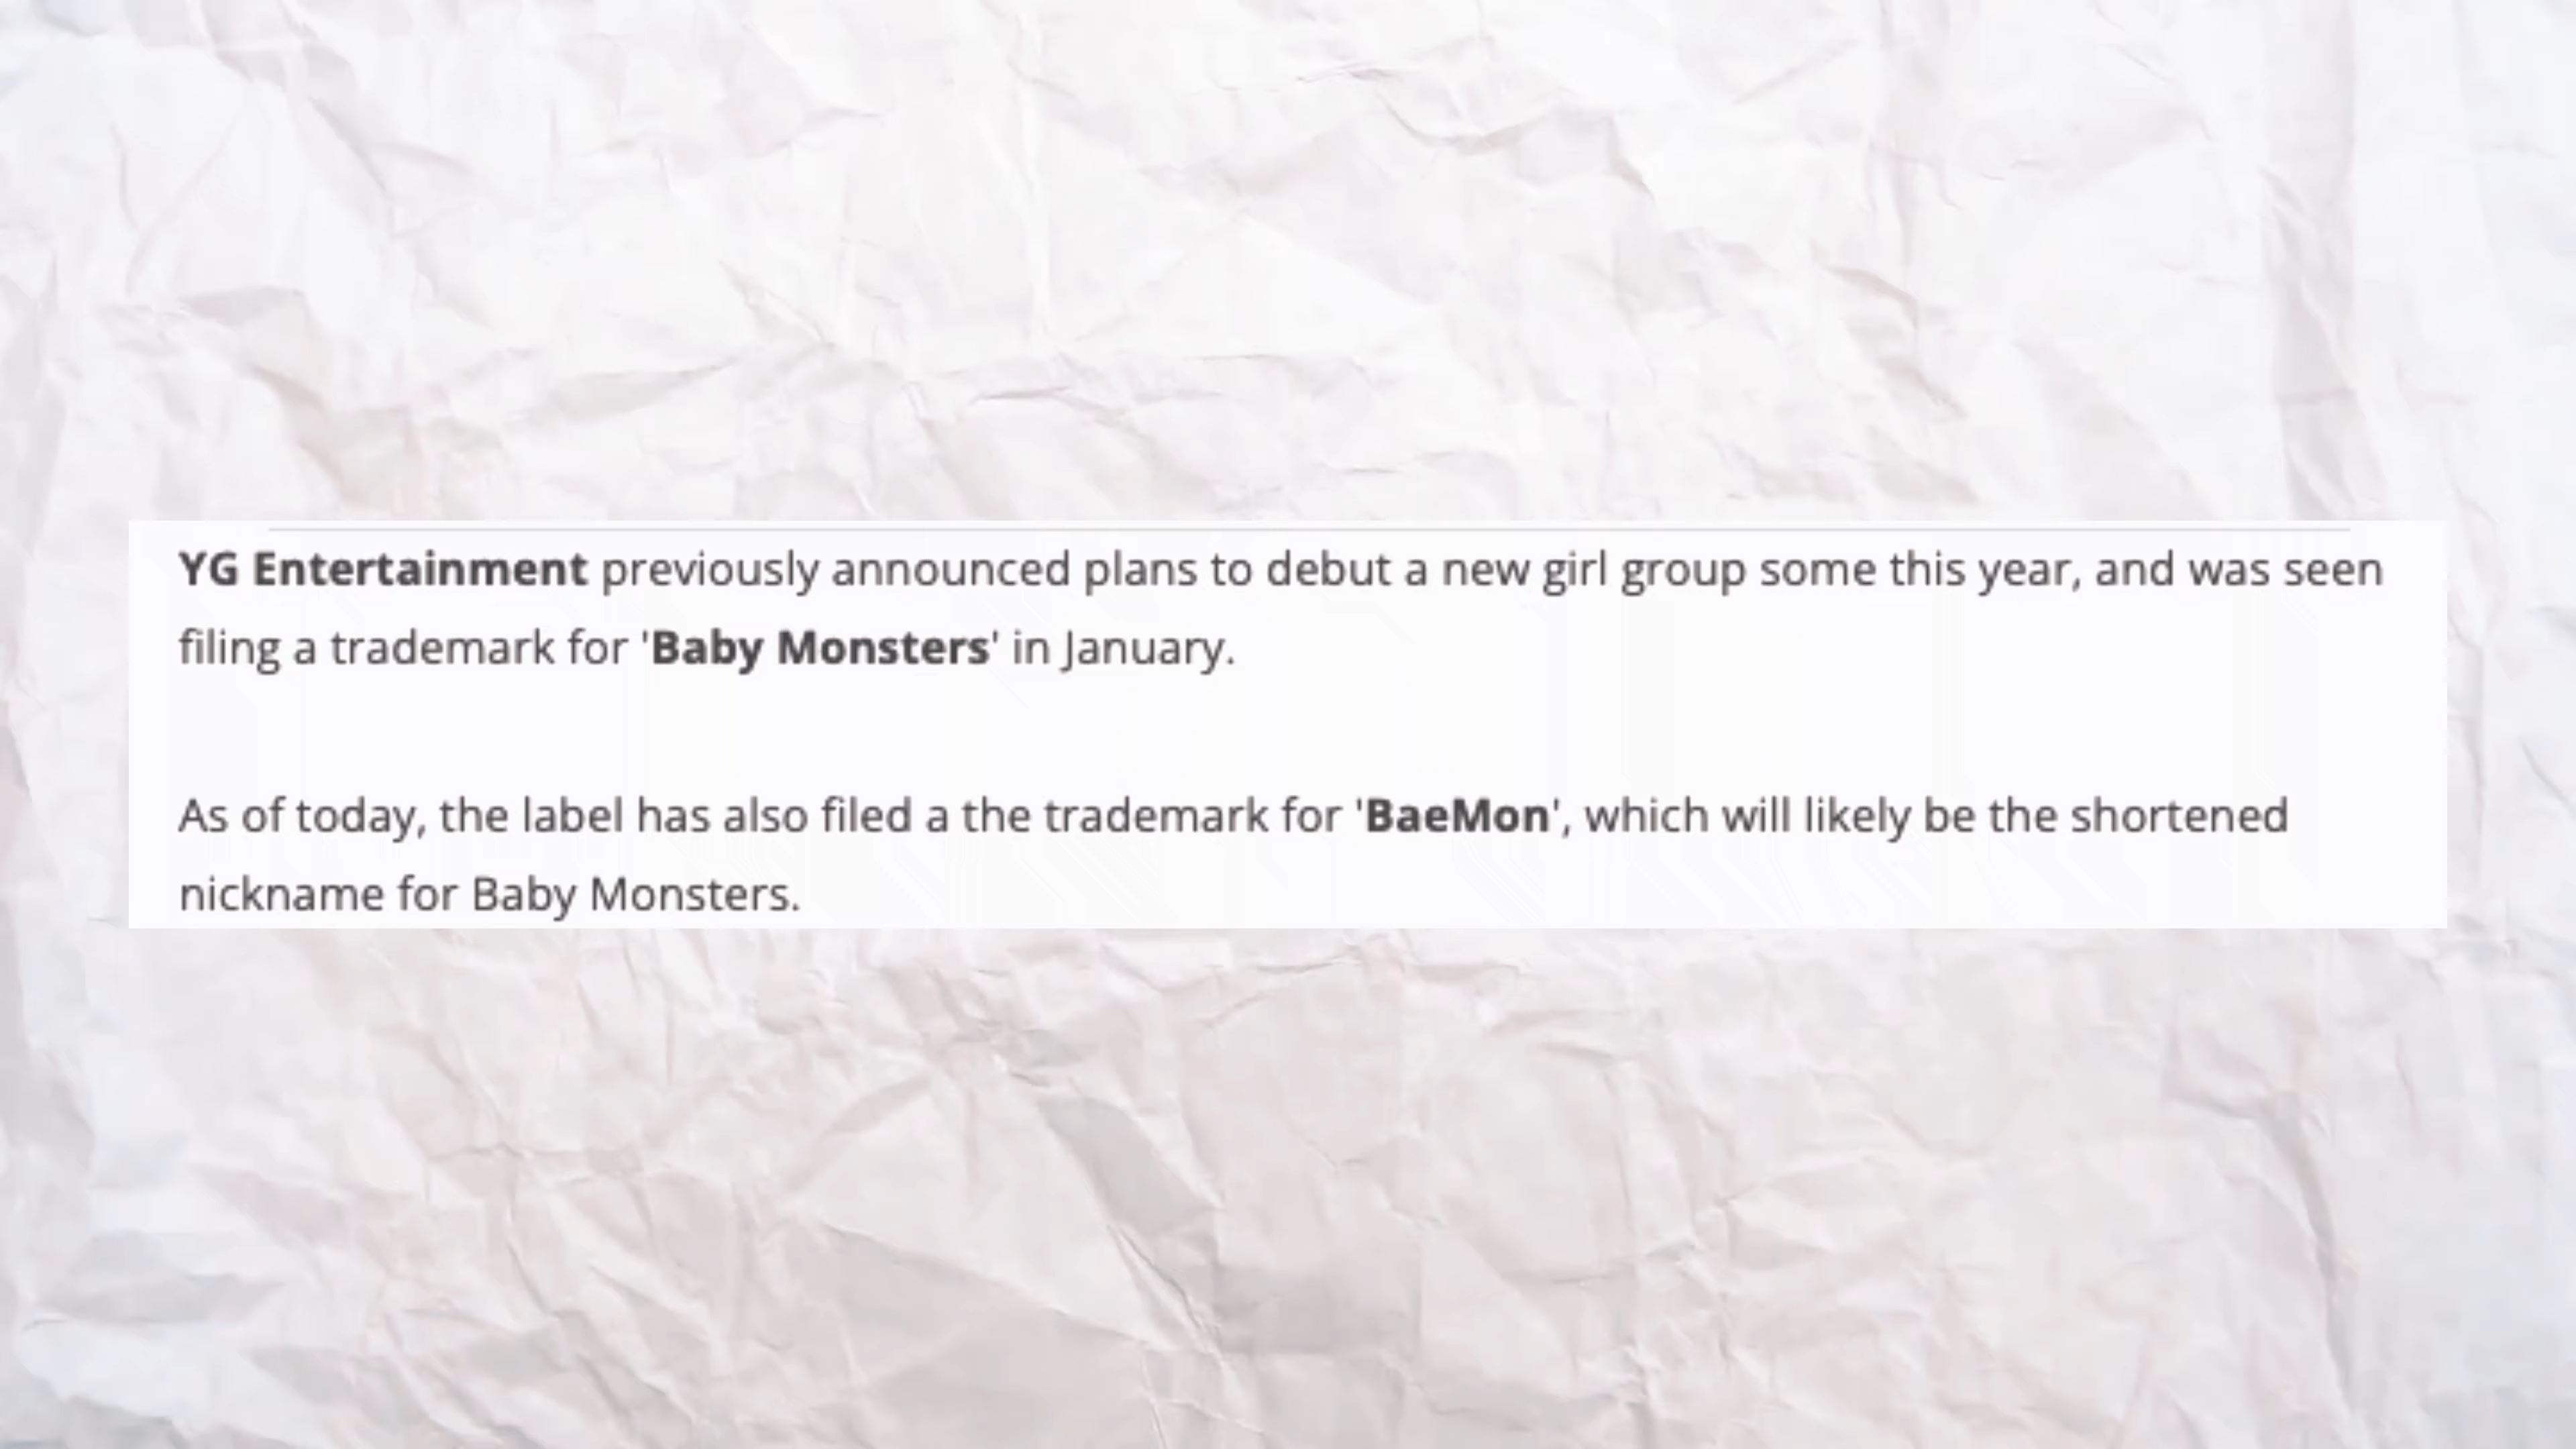 YG Entertainment previously announced plans to debut a new girl group some this year, and was seen
filing a trademark for 'Baby Monsters' in January.
As of today, the label has also filed a the trademark for 'BaeMon', which will likely be the shortened
nickname for Baby Monsters.